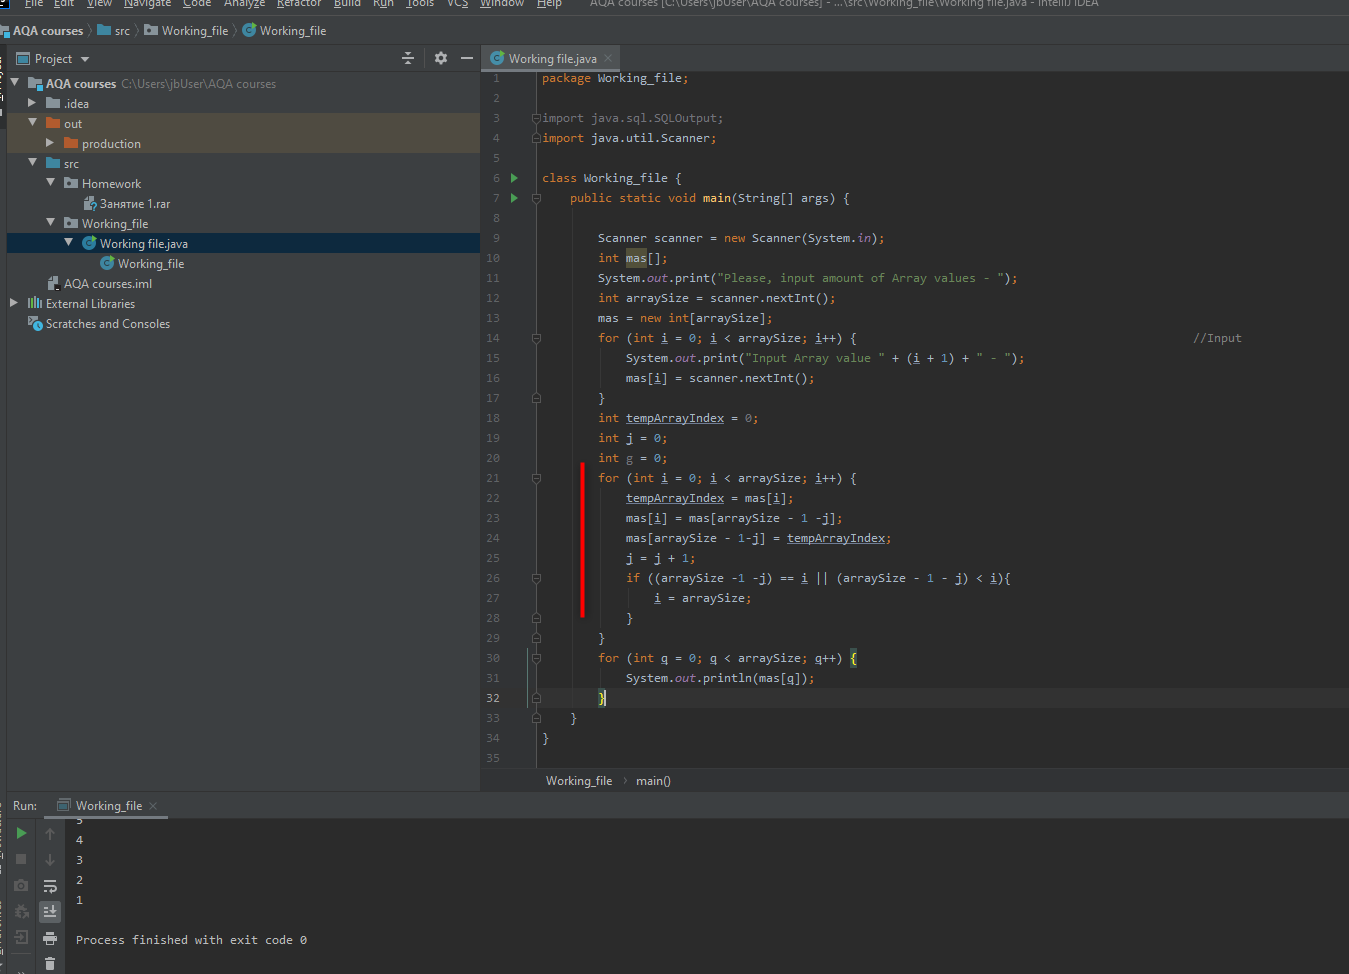 File Edit View Navigate Code Analyze Refactor Build Run Tools VCS Window Help AQA courses [C:\Users\jbUser\AQA courses] - ...\src\Working_file\Working file.java - IntelliJ IDEA
AQA courses src Working_file Working_file
Project
Working file.java
AQA courses C:\Users\jbUser\AQA courses
.idea
out
production
src
Homework
Занятие 1.rar
Working_file
Working file.java
Working_file
AQA courses.iml
External Libraries
Scratches and Consoles
1 package Working_file;
2
3 import java.sql.SQLOutput;
4 import java.util.Scanner;
5
6 class Working_file {
7 public static void main(String[] args) {
8
9 Scanner scanner = new Scanner(System.in);
10 int mas[];
11 System.out.print("Please, input amount of Array values - ");
12 int arraySize = scanner.nextInt();
13 mas = new int[arraySize];
14 for (int i = 0; i < arraySize; i++) { //Input
15 System.out.print("Input Array value " + (i + 1) + " - ");
16 mas[i] = scanner.nextInt();
17 }
18 int tempArrayIndex = 0;
19 int j = 0;
20 int g = 0;
21 for (int i = 0; i < arraySize; i++) {
22 tempArrayIndex = mas[i];
23 mas[i] = mas[arraySize - 1 -j];
24 mas[arraySize - 1-j] = tempArrayIndex;
25 j = j + 1;
26 if ((arraySize -1 -j) == i || (arraySize - 1 - j) < i){
27 i = arraySize;
28 }
29 }
30 for (int q = 0; q < arraySize; q++) {
31 System.out.println(mas[q]);
32 }
33 }
34 }
35
Working_file main()
Run: Working_file
5
4
3
2
1
Process finished with exit code 0